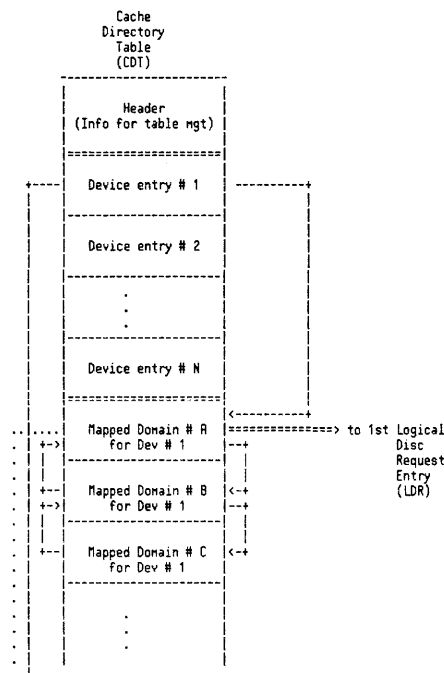 Cache
Directory
Table
(CDT)
Header
(Info for table mgt)
Device entry # 1
Device entry # 2
.
.
.
Device entry # N
Mapped Domain # A
for Dev # 1
to 1st Logical
Disc
Request
Entry
(LDR)
Mapped Domain # B
for Dev # 1
Mapped Domain # C
for Dev # 1
.
.
.